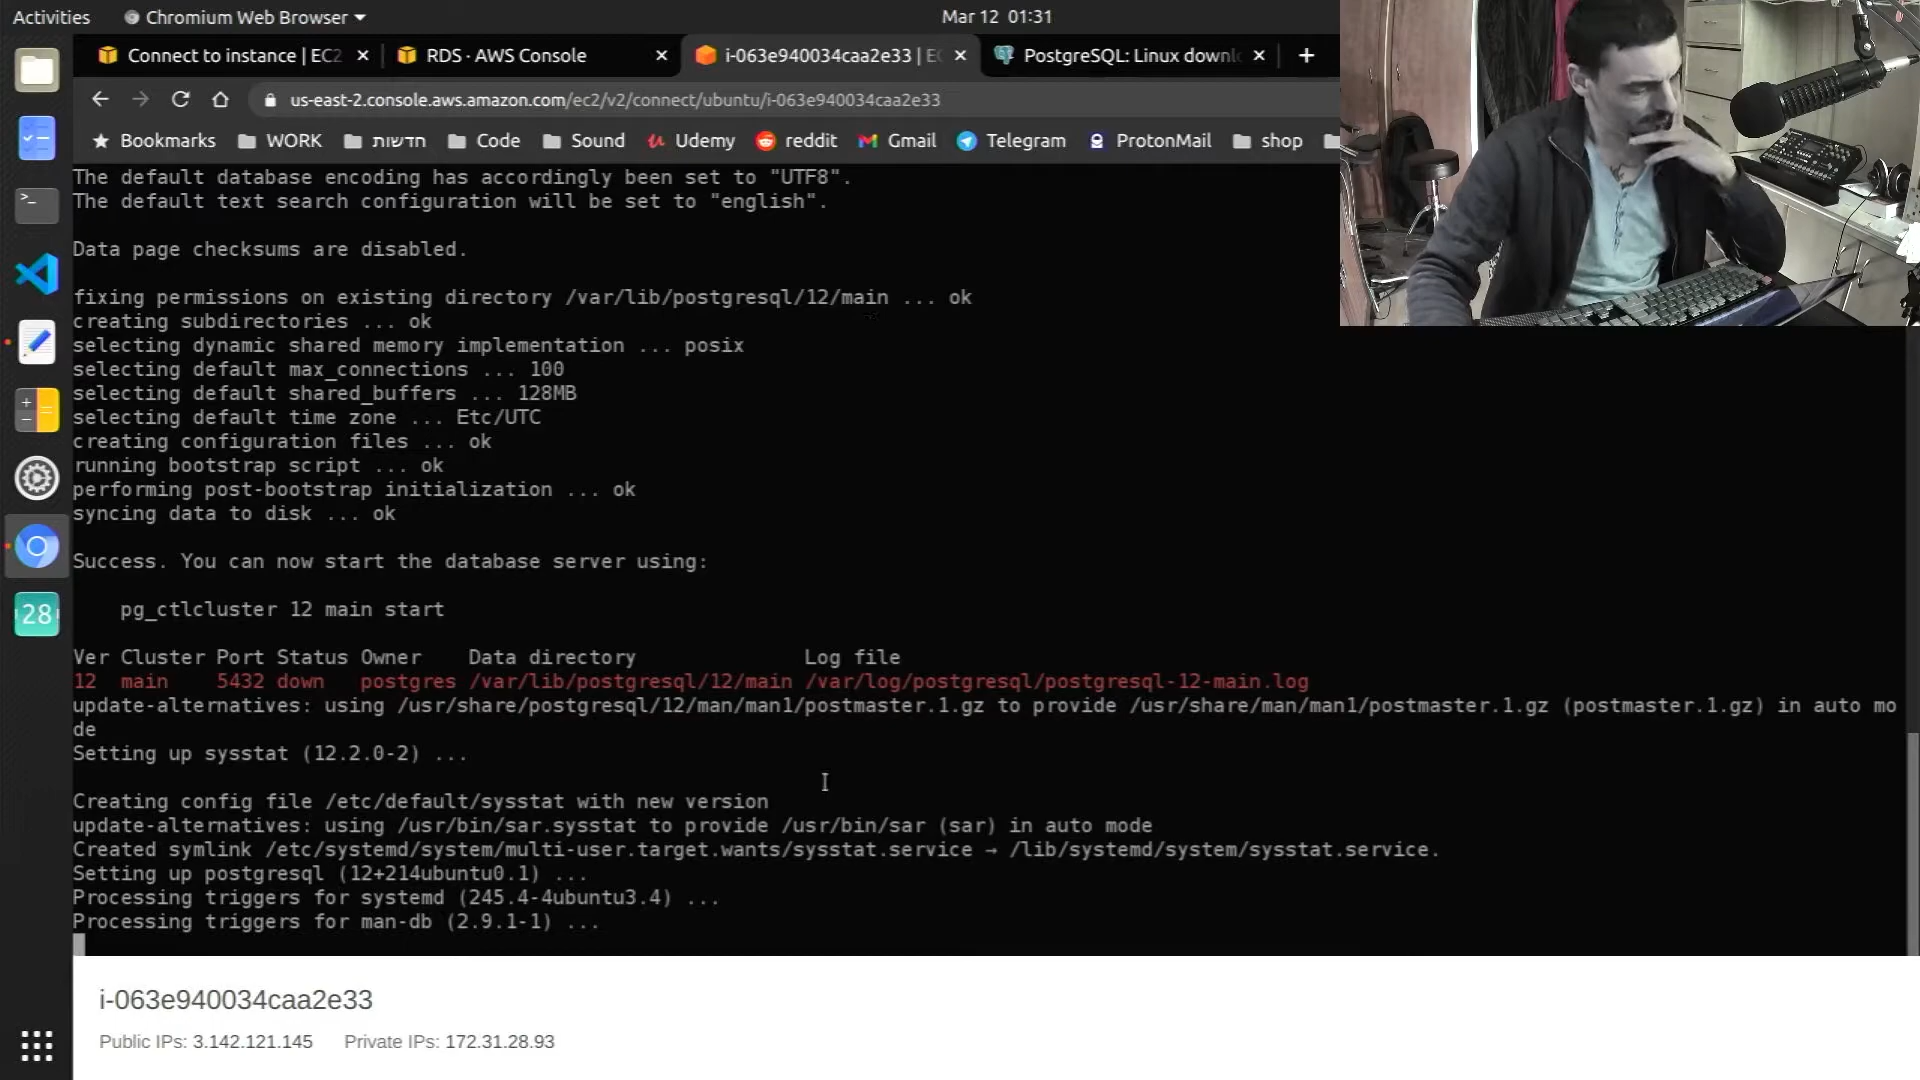 Activities
Chromium Web Browser
Mar 12 01:31
Connect to instance | EC2
RDS · AWS Console
i-063e940034caa2e33 | EC
PostgreSQL: Linux downl
us-east-2.console.aws.amazon.com/ec2/v2/connect/ubuntu/i-063e940034caa2e33
Bookmarks WORK חדשות Code Sound Udemy reddit Gmail Telegram ProtonMail shop
The default database encoding has accordingly been set to "UTF8".
The default text search configuration will be set to "english".
Data page checksums are disabled.
fixing permissions on existing directory /var/lib/postgresql/12/main ... ok
creating subdirectories ... ok
selecting dynamic shared memory implementation ... posix
selecting default max_connections ... 100
selecting default shared_buffers ... 128MB
selecting default time zone ... Etc/UTC
creating configuration files ... ok
running bootstrap script ... ok
performing post-bootstrap initialization ... ok
syncing data to disk ... ok
Success. You can now start the database server using:
pg_ctlcluster 12 main start
Ver Cluster Port Status Owner    Data directory              Log file
12  main    5432 down   postgres /var/lib/postgresql/12/main /var/log/postgresql/postgresql-12-main.log
update-alternatives: using /usr/share/postgresql/12/man/man1/postmaster.1.gz to provide /usr/share/man/man1/postmaster.1.gz (postmaster.1.gz) in auto mo
de
Setting up sysstat (12.2.0-2) ...
Creating config file /etc/default/sysstat with new version
update-alternatives: using /usr/bin/sar.sysstat to provide /usr/bin/sar (sar) in auto mode
Created symlink /etc/systemd/system/multi-user.target.wants/sysstat.service → /lib/systemd/system/sysstat.service.
Setting up postgresql (12+214ubuntu0.1) ...
Processing triggers for systemd (245.4-4ubuntu3.4) ...
Processing triggers for man-db (2.9.1-1) ...
28
i-063e940034caa2e33
Public IPs: 3.142.121.145 Private IPs: 172.31.28.93